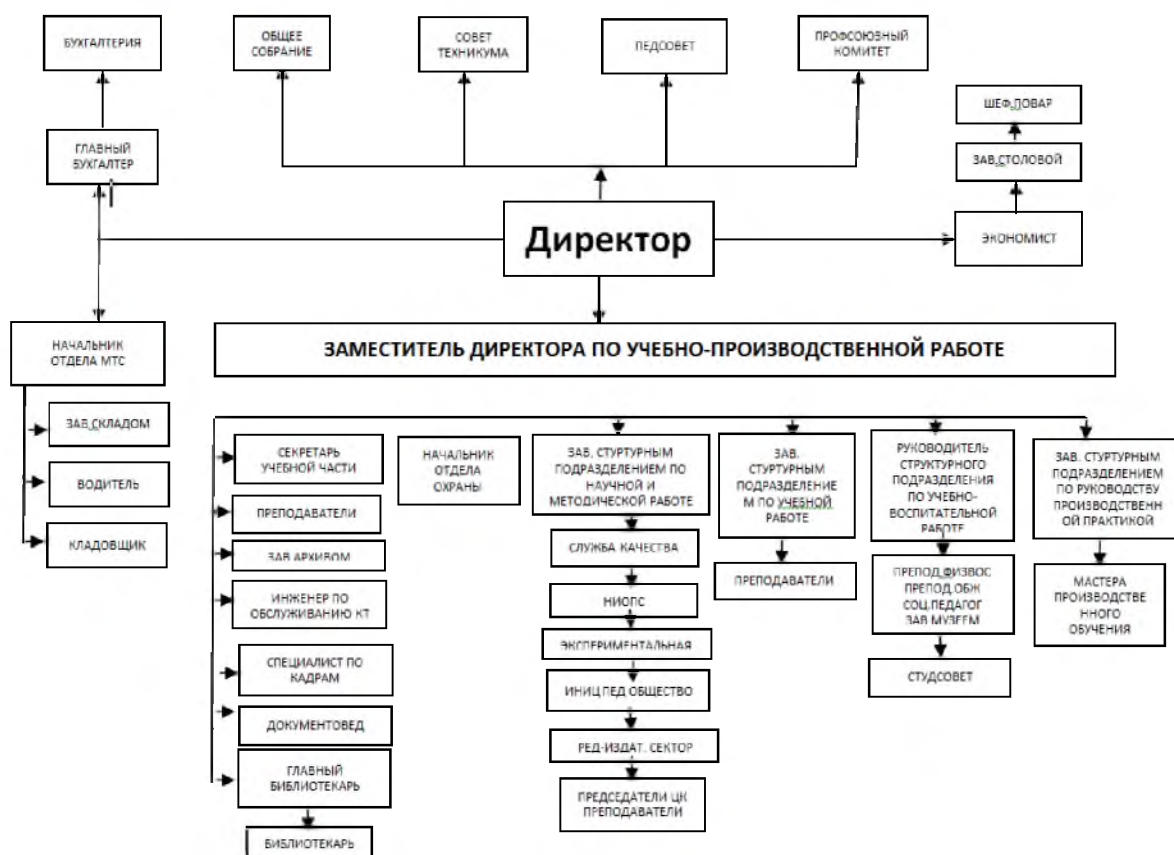 БУХГАЛТЕРИЯ
ОБЩЕЕ
СОБРАНИЕ
СОВЕТ
ТЕХНИКУМА
ПЕДСОВЕТ
ПРОФСОЮЗНЫЙ
КОМИТЕТ
ШЕФ,ПОВАР
ГЛАВНЫЙ
БУХГАЛТЕР
ЗАВ,СТОЛОВОЙ
Директор
ЭКОНОМИСТ
НАЧАЛЬНИК
ОТДЕЛА МТС
ЗАМЕСТИТЕЛЬ ДИРЕКТОРА ПО УЧЕБНО-ПРОИЗВОДСТВЕННОЙ РАБОТЕ
ЗАВ,СКЛАДОМ
ВОДИТЕЛЬ
КЛАДОВЩИК
СЕКРЕТАРЬ
УЧЕБНОЙ ЧАСТИ
ПРЕПОДАВАТЕЛИ
ЗАВ АРХИВОМ
ИНЖЕНЕР ПО
ОБСЛУЖИВАНИЮ КТ
СПЕЦИАЛИСТ ПО
КАДРАМ
ДОКУМЕНТОВЕД
ГЛАВНЫЙ
БИБЛИОТЕКАРЬ
БИБЛИОТЕКАРЬ
НАЧАЛЬНИК
ОТДЕЛА
ОХРАНЫ
ЗАВ. СТУРТУРНЫМ
ПОДРАЗДЕЛЕНИЕМ ПО
НАУЧНОЙ И
МЕТОДИЧЕСКОЙ РАБОТЕ
СЛУЖБА КАЧЕСТВА
НИОПС
ЭКСПЕРИМЕНТАЛЬНАЯ
ИНИЦ ПЕД ОБЩЕСТВО
РЕД-ИЗДАТ. СЕКТОР
ПРЕДСЕДАТЕЛИ ЦК
ПРЕПОДАВАТЕЛИ
ЗАВ.
СТУРТУРНЫМ
ПОДРАЗДЕЛЕНИЕ
М ПО УЧЕБНОЙ
РАБОТЕ
ПРЕПОДАВАТЕЛИ
РУКОВОДИТЕЛЬ
СТРУКТУРНОГО
ПОДРАЗДЕЛЕНИЯ
ПО УЧЕБНО-
ВОСПИТАТЕЛЬНОЙ
РАБОТЕ
ПРЕПОД,ФИЗВОС
ПРЕПОД,ОБЖ
СОЦ,ПЕДАГОГ
ЗАВ МУЗЕЕМ
СТУДСОВЕТ
ЗАВ. СТУРТУРНЫМ
ПОДРАЗДЕЛЕНИЕМ
ПО РУКОВОДСТВУ
ПРОИЗВОДСТВЕНН
ОЙ ПРАКТИКОЙ
МАСТЕРА
ПРОИЗВОДСТВЕ
ННОГО
ОБУЧЕНИЯ